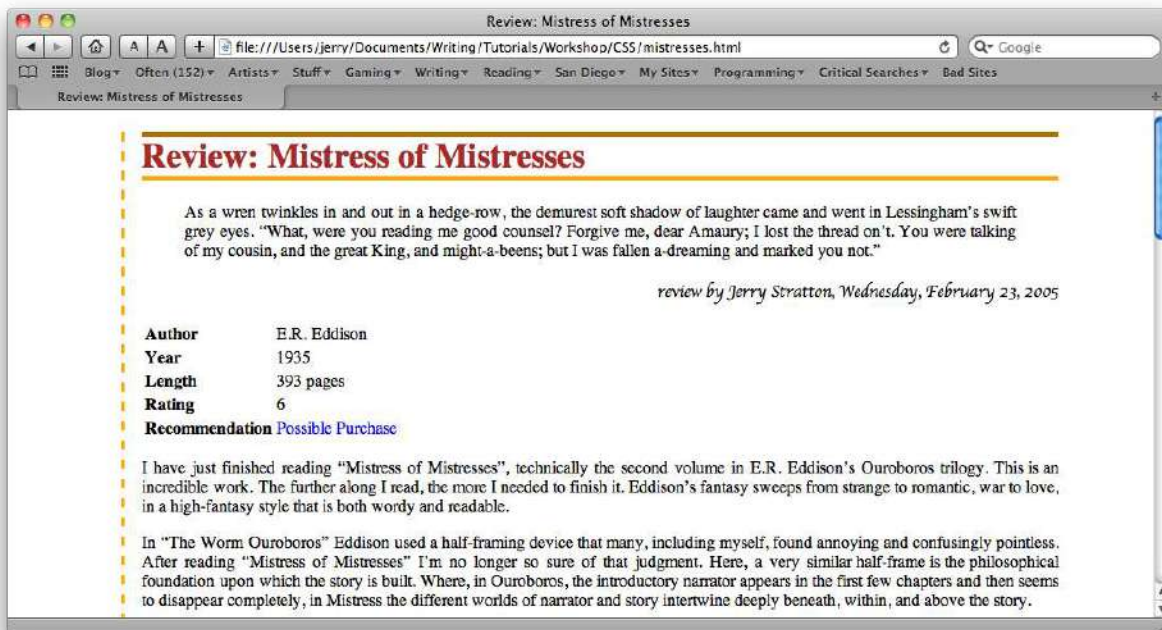 Review: Mistress of Mistresses
A A + file:///Users/jerry/Documents/Writing/Tutorials/Workshop/CSS/mistresses.html Google
Blog Often (152) Artists Stuff Gaming Writing Reading San Diego My Sites Programming Critical Searches Bad Sites
Review: Mistress of Mistresses
Review: Mistress of Mistresses
As a wren twinkles in and out in a hedge-row, the demurest soft shadow of laughter came and went in Lessingham's swift
grey eyes. “What, were you reading me good counsel? Forgive me, dear Amaury; I lost the thread on't. You were talking
of my cousin, and the great King, and might-a-beens; but I was fallen a-dreaming and marked you not.”
review by Jerry Stratton, Wednesday, February 23, 2005
Author E.R. Eddison
Year 1935
Length 393 pages
Rating 6
Recommendation Possible Purchase
I have just finished reading “Mistress of Mistresses”, technically the second volume in E.R. Eddison's Ouroboros trilogy. This is an
incredible work. The further along I read, the more I needed to finish it. Eddison's fantasy sweeps from strange to romantic, war to love,
in a high-fantasy style that is both wordy and readable.
In “The Worm Ouroboros” Eddison used a half-framing device that many, including myself, found annoying and confusingly pointless.
After reading “Mistress of Mistresses” I'm no longer so sure of that judgment. Here, a very similar half-frame is the philosophical
foundation upon which the story is built. Where, in Ouroboros, the introductory narrator appears in the first few chapters and then seems
to disappear completely, in Mistress the different worlds of narrator and story intertwine deeply beneath, within, and above the story.